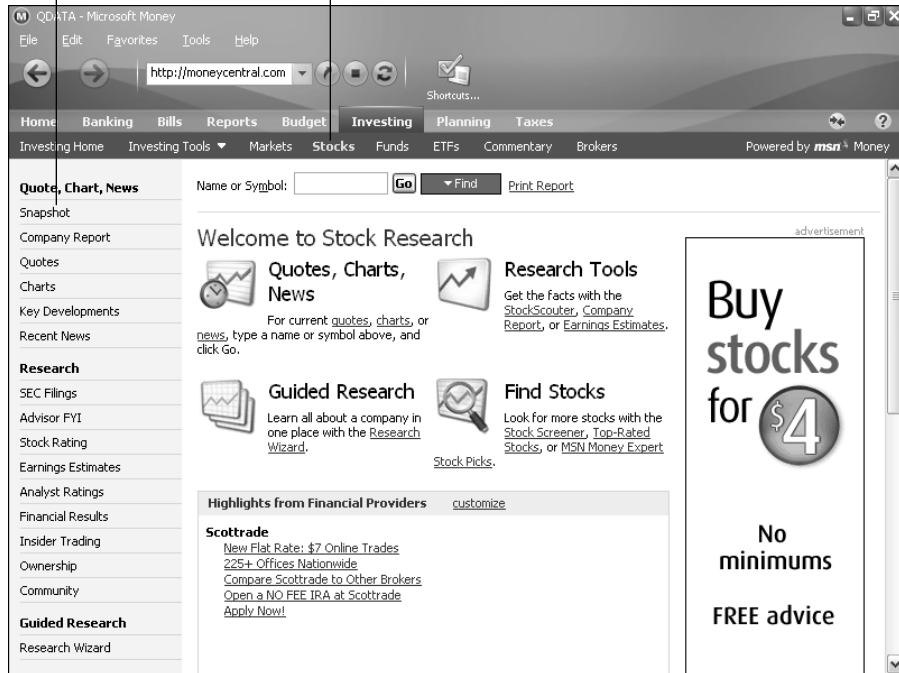 QDATA - Microsoft Money
File Edit Favorites Tools Help
http://moneycentral.com
Shortcuts...
Home Banking Bills Reports Budget Investing Planning Taxes
Investing Home Investing Tools Markets Stocks Funds ETFs Commentary Brokers Powered by msn Money
Quote, Chart, News
Snapshot
Company Report
Quotes
Charts
Key Developments
Recent News
Research
SEC Filings
Advisor FYI
Stock Rating
Earnings Estimates
Analyst Ratings
Financial Results
Insider Trading
Ownership
Community
Guided Research
Research Wizard
Name or Symbol: Go Find Print Report
Welcome to Stock Research
Quotes, Charts,
News
For current quotes, charts, or
news, type a name or symbol above, and
click Go.
Research Tools
Get the facts with the
StockScouter, Company
Report, or Earnings Estimates.
Guided Research
Learn all about a company in
one place with the Research
Wizard.
Find Stocks
Look for more stocks with the
Stock Screener, Top-Rated
Stocks, or MSN Money Expert
Stock Picks.
Highlights from Financial Providers customize
Scottrade
New Flat Rate: $7 Online Trades
225+ Offices Nationwide
Compare Scottrade to Other Brokers
Open a NO FEE IRA at Scottrade
Apply Now!
advertisement
Buy
stocks
for $4
No
minimums
FREE advice